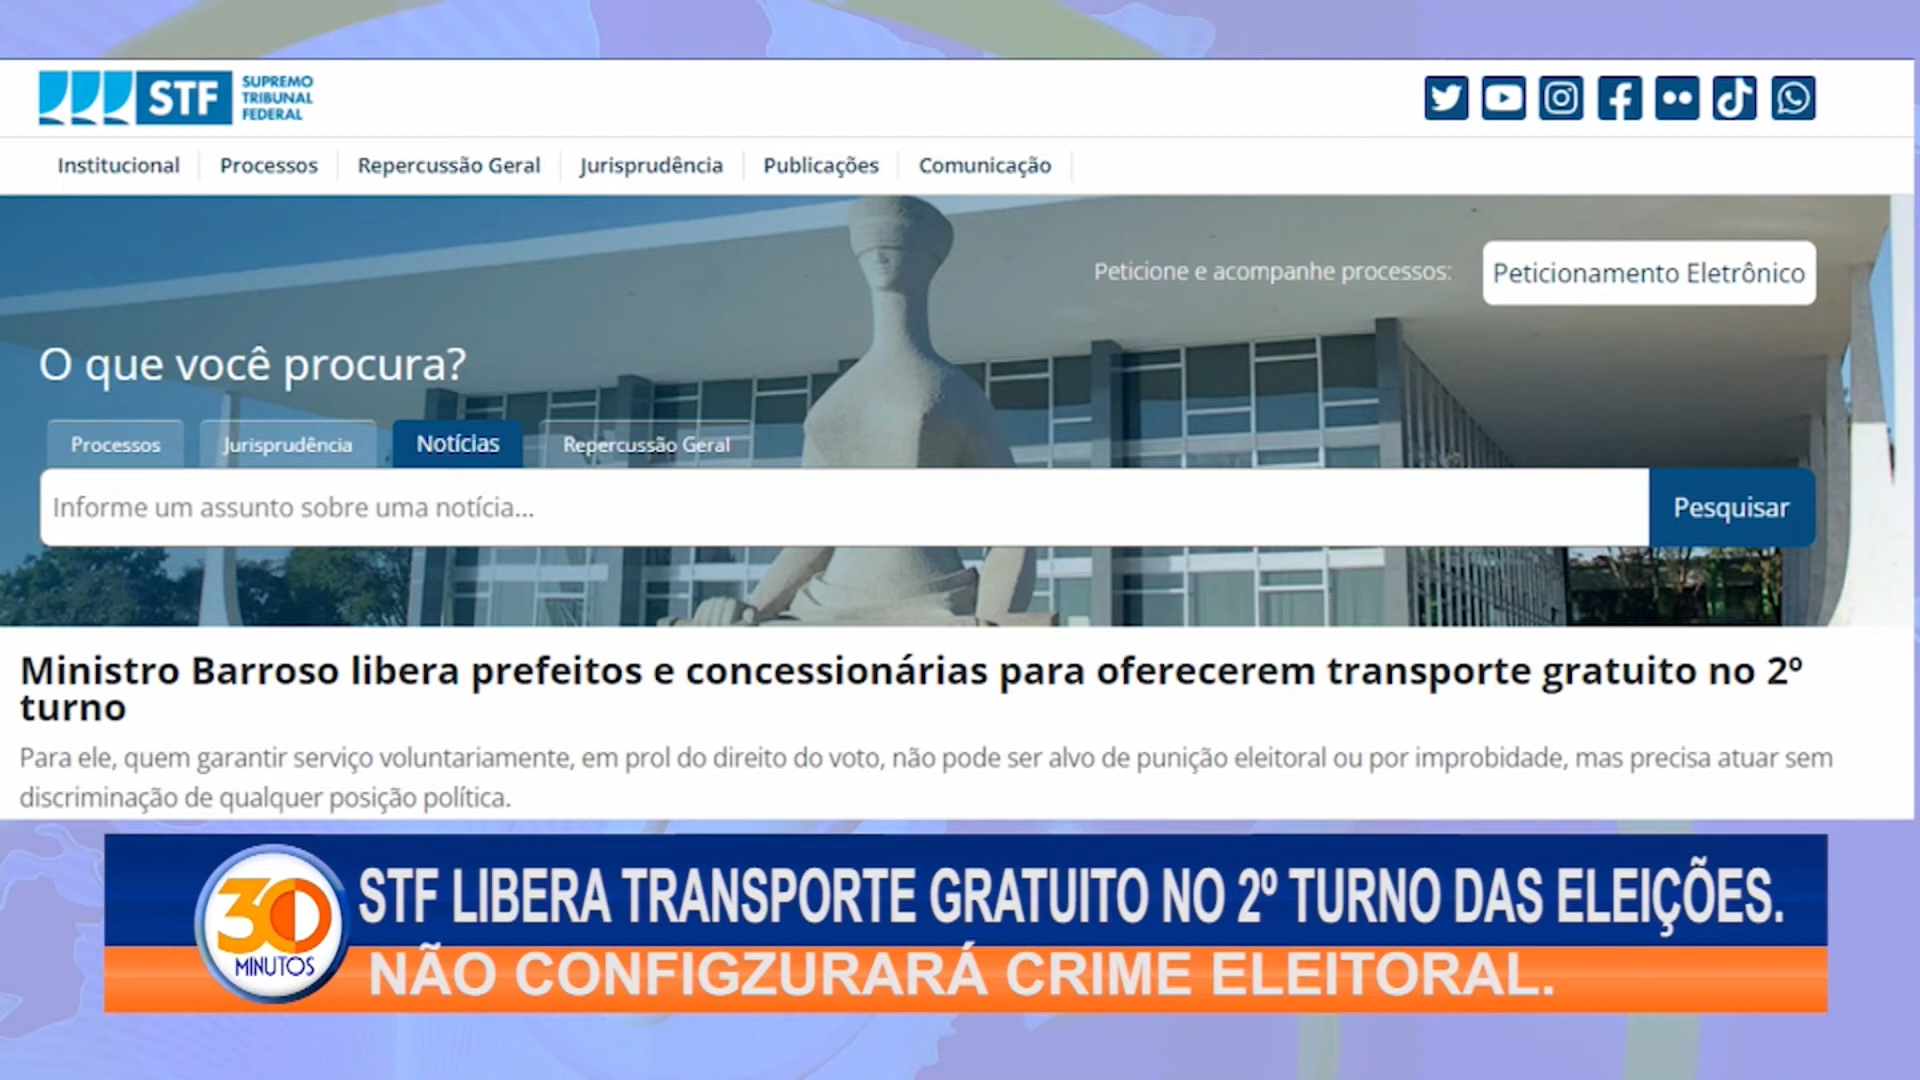 STF SUPREMO
TRIBUNAL
FEDERAL
Institucional Processos Repercussão Geral Jurisprudência Publicações Comunicação
Peticione e acompanhe processos: Peticionamento Eletrônico
O que você procura?
Processos Jurisprudência Notícias Repercussão Geral
Informe um assunto sobre uma notícia... Pesquisar
Ministro Barroso libera prefeitos e concessionárias para oferecerem transporte gratuito no 2º
turno
Para ele, quem garantir serviço voluntariamente, em prol do direito do voto, não pode ser alvo de punição eleitoral ou por improbidade, mas precisa atuar sem
discriminação de qualquer posição política.
30
MINUTOS
STF LIBERA TRANSPORTE GRATUITO NO 2º TURNO DAS ELEIÇÕES.
NÃO CONFIGZURARÁ CRIME ELEITORAL.